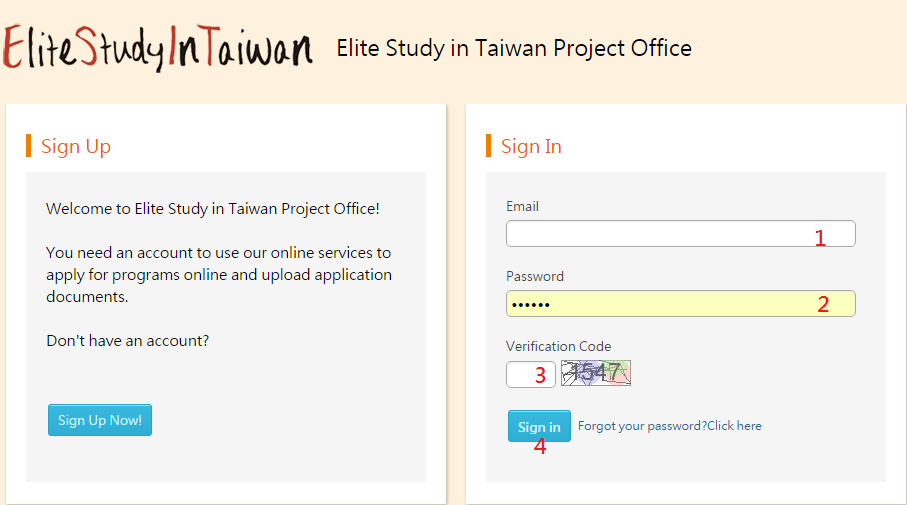 EliteStudyInTaiwan
Elite Study in Taiwan Project Office
Sign Up
Welcome to Elite Study in Taiwan Project Office!
You need an account to use our online services to
apply for programs online and upload application
documents.
Don't have an account?
Sign Up Now!
Sign In
Email
1
Password
•••••• 2
Verification Code
3 1547
Sign in Forgot your password?Click here
4